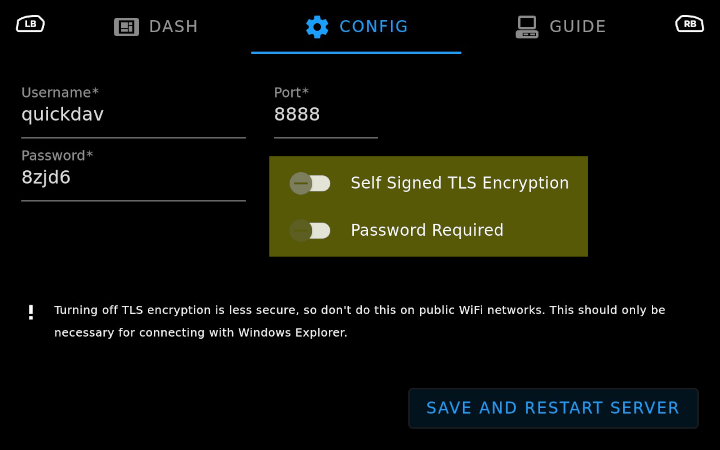 LB
DASH
CONFIG
GUIDE
RB
Username*
quickdav
Port*
8888
Password*
8zjd6
Self Signed TLS Encryption
Password Required
! Turning off TLS encryption is less secure, so don't do this on public WiFi networks. This should only be
necessary for connecting with Windows Explorer.
SAVE AND RESTART SERVER